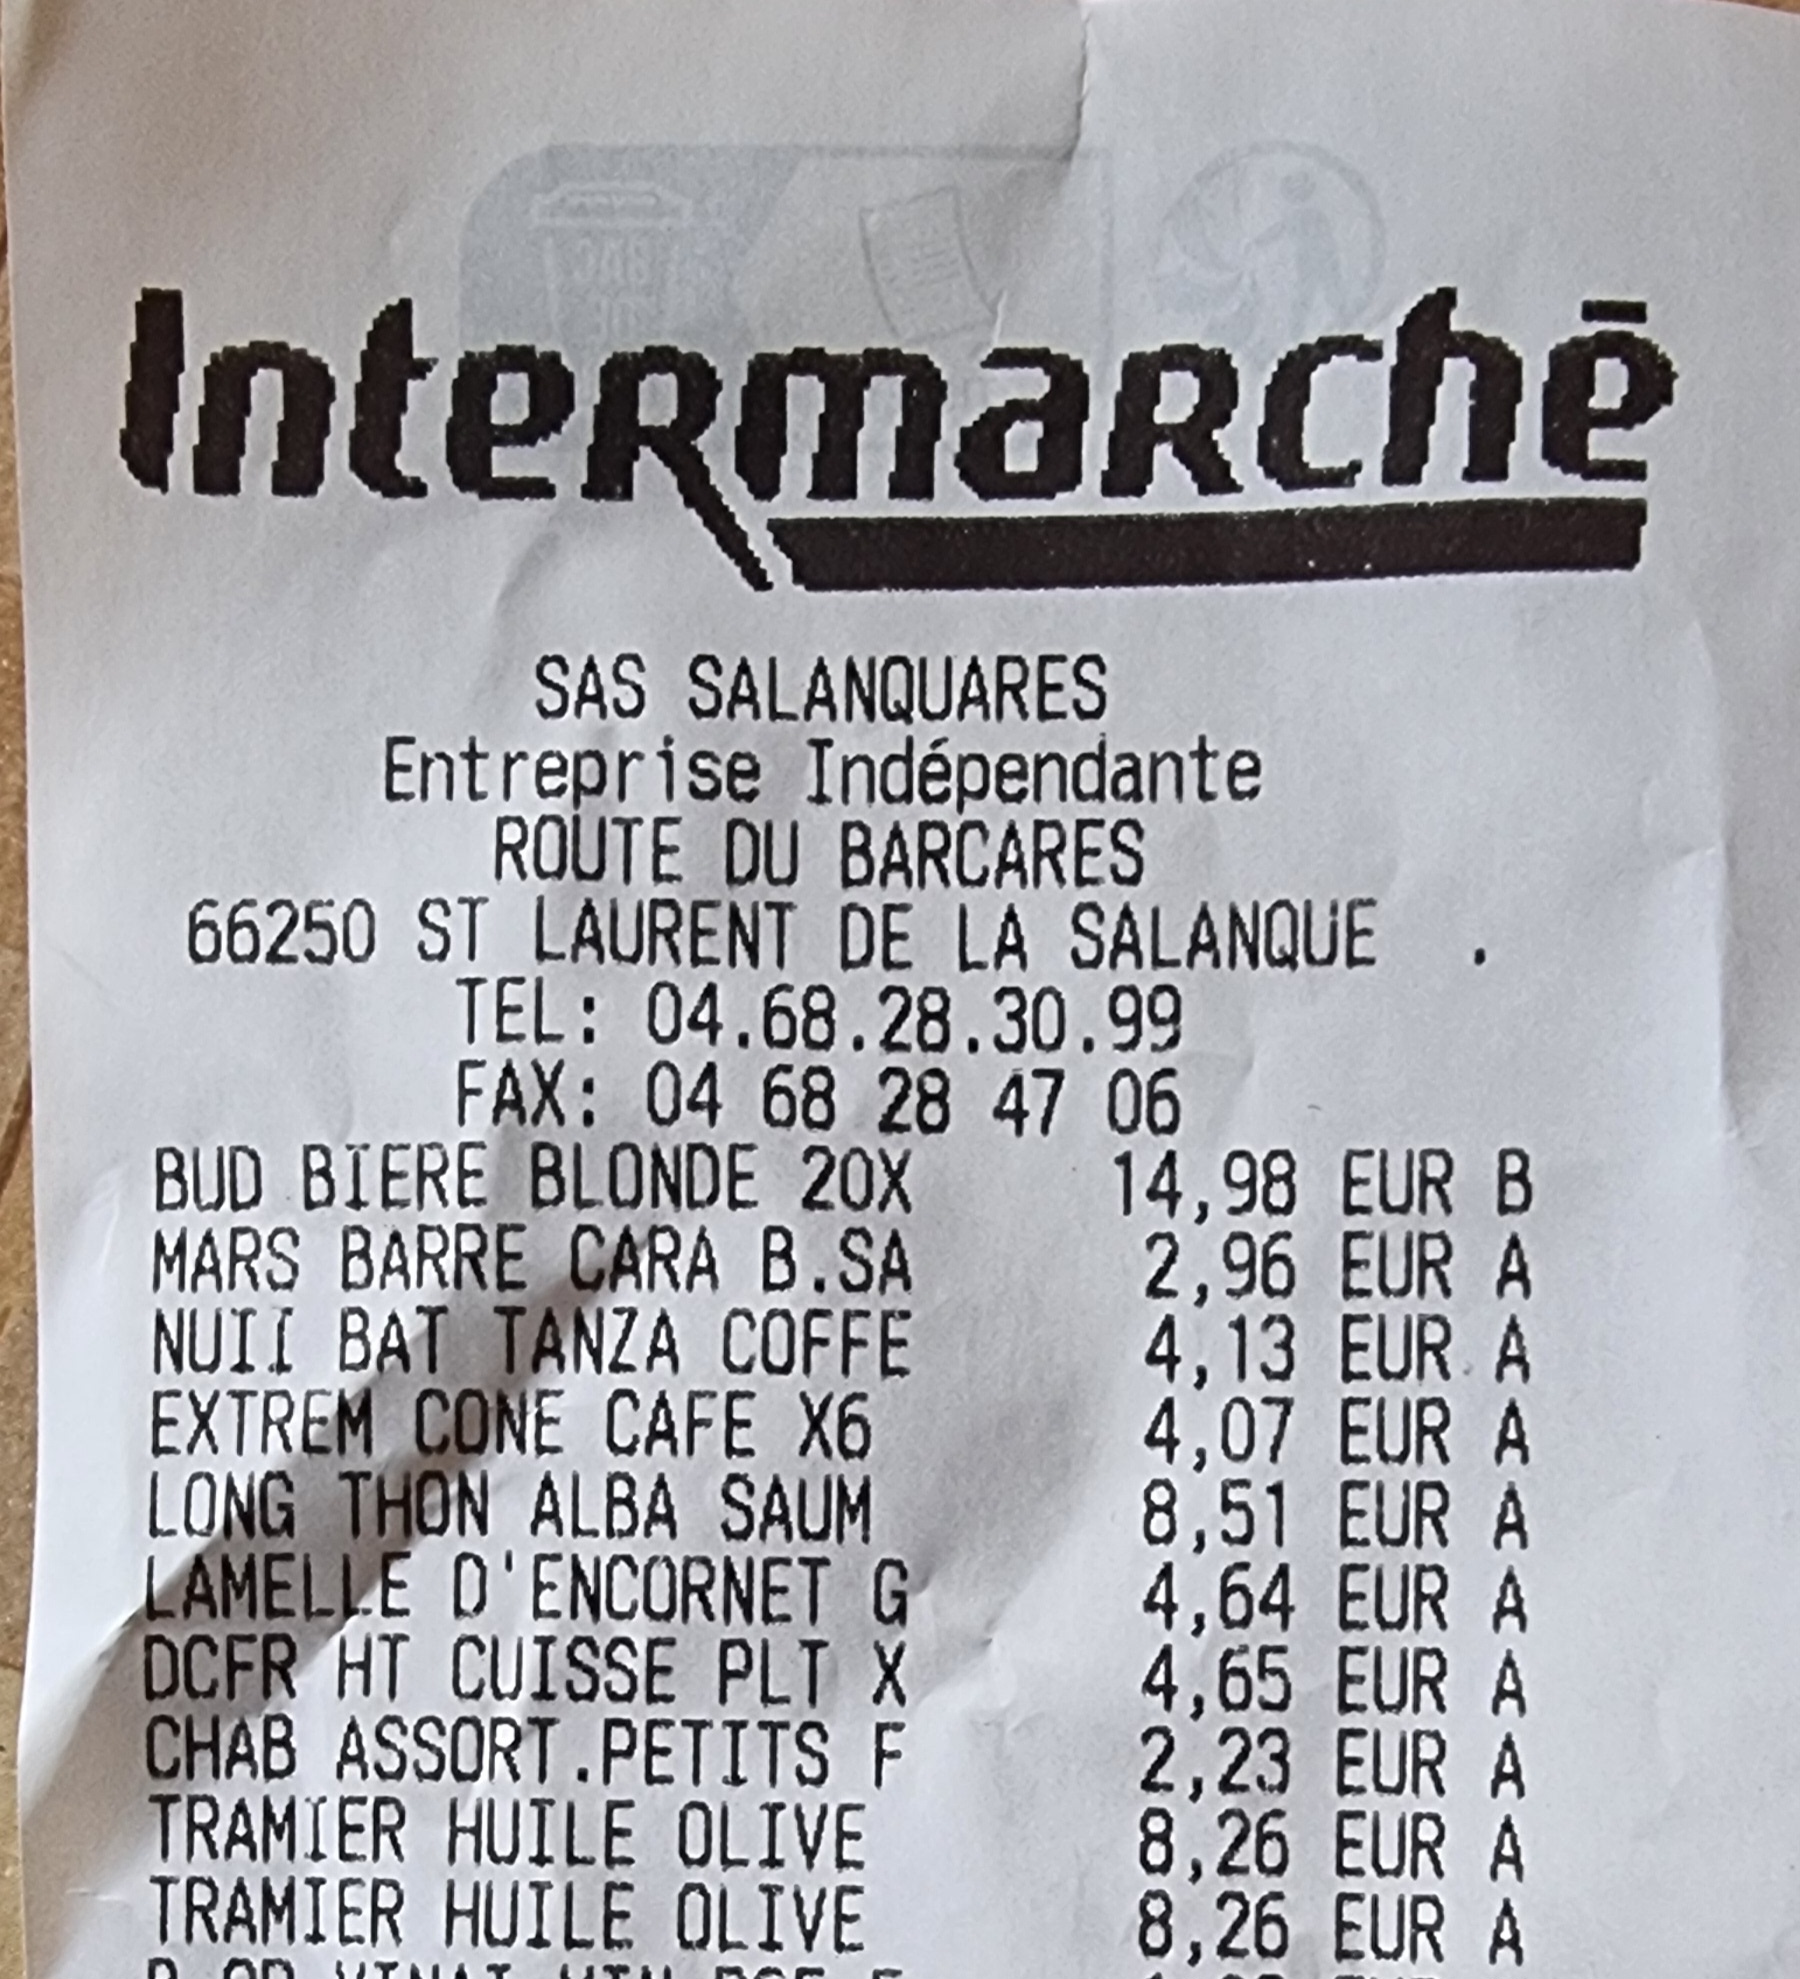 Intermarchē
SAS SALANQUARES
Entreprise Indépendante
ROUTE DU BARCARES
66250 ST LAURENT DE LA SALANQUE .
TEL: 04.68.28.30.99
FAX: 04 68 28 47 06
BUD BIERE BLONDE 20X 14,98 EUR B
MARS BARRE CARA B.SA 2,96 EUR A
NUII BAT TANZA COFFE 4,13 EUR A
EXTREM CONE CAFE X6 4,07 EUR A
LONG THON ALBA SAUM 8,51 EUR A
LAMELLE D'ENCORNET G 4,64 EUR A
DCFR HT CUISSE PLT X 4,65 EUR A
CHAB ASSORT.PETITS F 2,23 EUR A
TRAMIER HUILE OLIVE 8,26 EUR A
TRAMIER HUILE OLIVE 8,26 EUR A